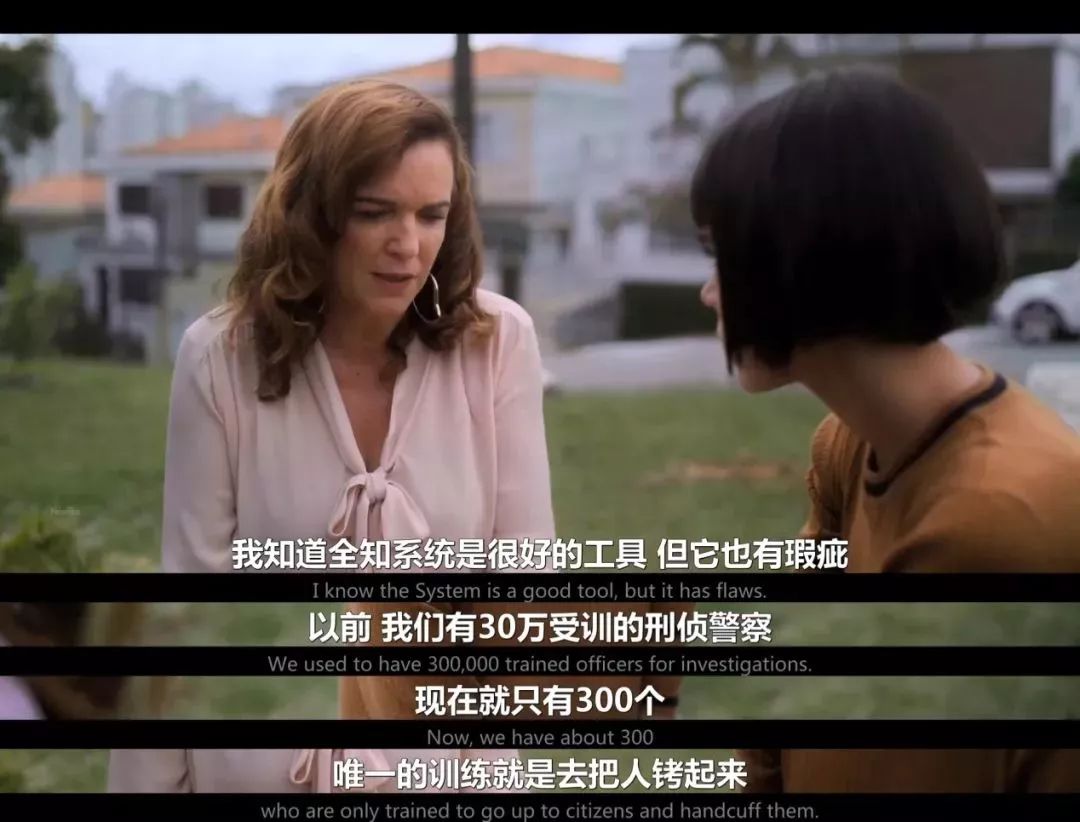 我知道全知系统是很好的工具 但它也有瑕疵
I know the System is a good tool, but it has flaws.
以前 我们有30万受训的刑侦警察
We used to have 300,000 trained officers for investigations.
现在就只有300个
Now, we have about 300
唯一的训练就是去把人铐起来
who are only trained to go up to citizens and handcuff them.